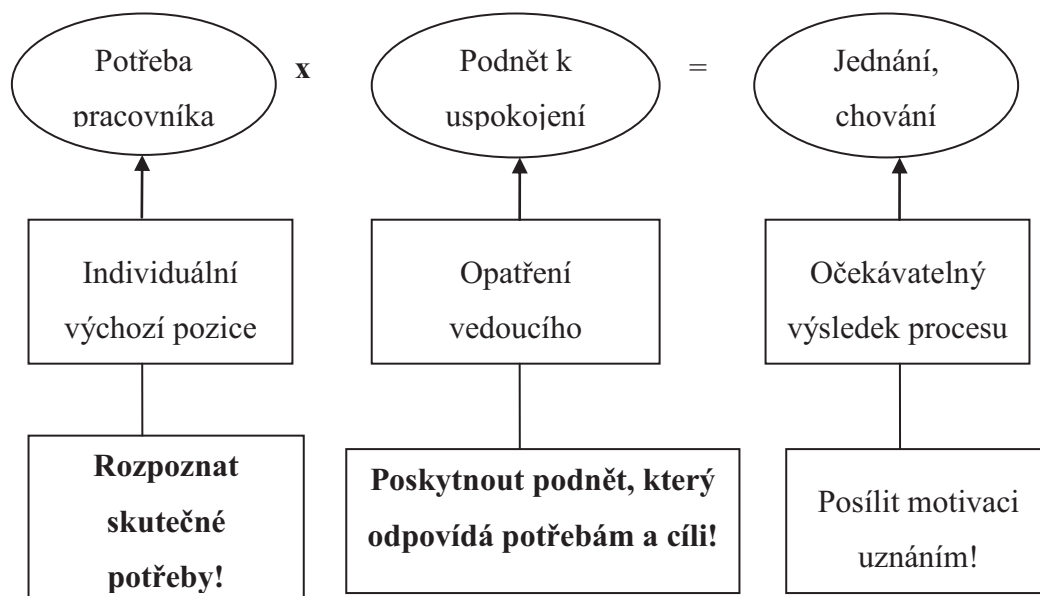 Potřeba
pracovníka
x
Podnět k
uspokojení
=
Jednání,
chování
Individuální
výchozí pozice
Opatření
vedoucího
Očekávatelný
výsledek procesu
Rozpoznat
skutečné
potřeby!
Poskytnout podnět, který
odpovídá potřebám a cíli!
Posílit motivaci
uznáním!